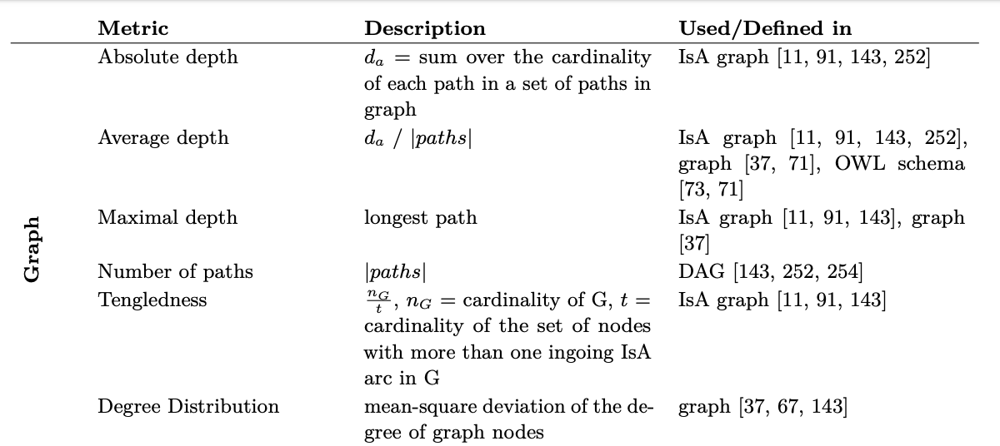 Metric Description Used/Defined in
Graph
Absolute depth dₐ = sum over the cardinality IsA graph [11, 91, 143, 252]
of each path in a set of paths in
graph
Average depth dₐ / |paths| IsA graph [11, 91, 143, 252],
graph [37, 71], OWL schema
[73, 71]
Maximal depth longest path IsA graph [11, 91, 143], graph
[37]
Number of paths |paths| DAG [143, 252, 254]
Tengledness n_G/t, n_G = cardinality of G, t = IsA graph [11, 91, 143]
cardinality of the set of nodes
with more than one ingoing IsA
arc in G
Degree Distribution mean-square deviation of the de- graph [37, 67, 143]
gree of graph nodes